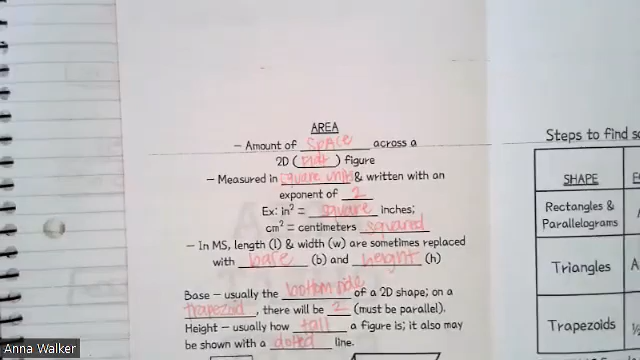 AREA
- Amount of space across a
2D (flat) figure
- Measured in square units & written with an
exponent of 2
Ex: in² = square inches;
cm² = centimeters squared
- In MS, length (l) & width (w) are sometimes replaced
with base (b) and height (h)
Base - usually the bottom side of a 2D shape; on a
trapezoid, there will be 2 (must be parallel).
Height - usually how tall a figure is; it also may
be shown with a dotted line.
Steps to find
SHAPE
Rectangles &
Parallelograms
Triangles
Trapezoids
Anna Walker